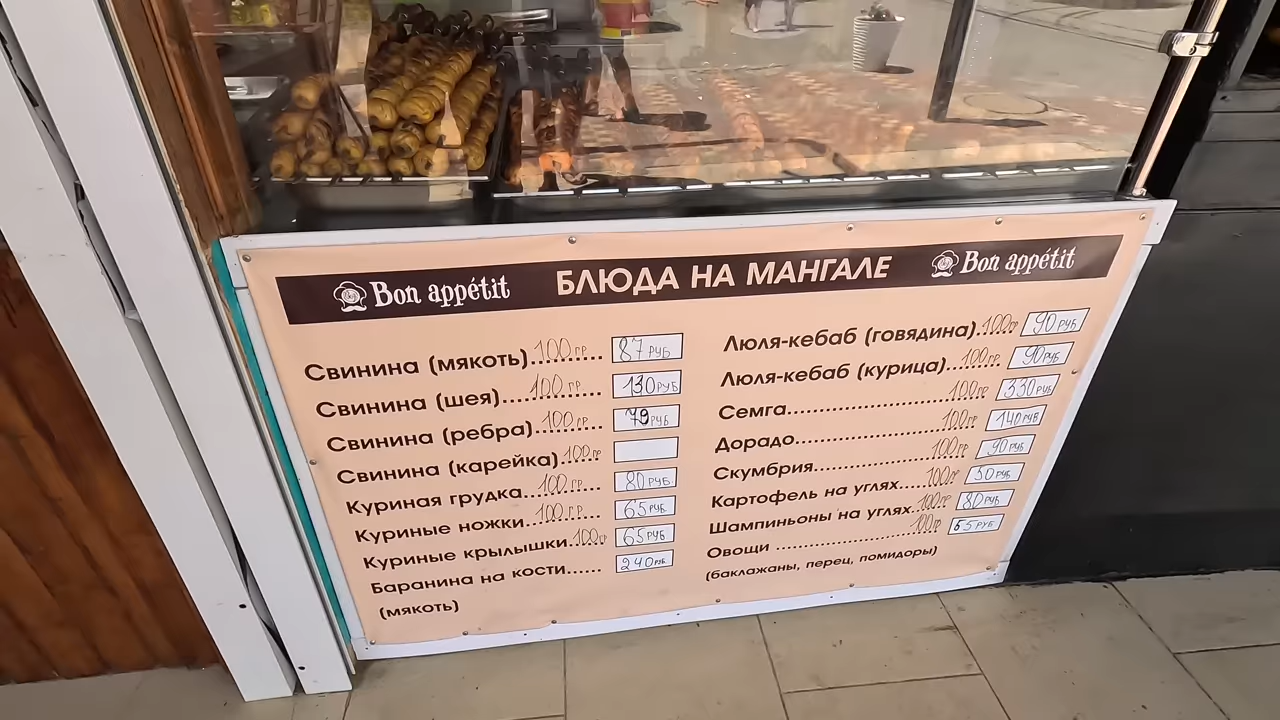 Bon appétit БЛЮДА НА МАНГАЛЕ Bon appétit
Свинина (мякоть)..........100 гр. 87 РУБ
Свинина (шея)..............100 гр. 130 РУБ
Свинина (ребра)..........100 гр. 79 РУБ
Свинина (карейка)........100 гр
Куриная грудка............100 гр. 80 РУБ
Куриные ножки............100 гр. 65 РУБ
Куриные крылышки.......100 гр 65 РУБ
Баранина на кости...... 240 РУБ
(мякоть)
Люля-кебаб (говядина)..100 гр 90 РУБ
Люля-кебаб (курица)......100 гр. 90 РУБ
Семга..............................100 гр 330 РУБ
Дорадо............................100 гр 140 РУБ
Скумбрия........................100 гр 90 РУБ
Картофель на углях........100 гр 50 РУБ
Шампиньоны на углях....100 гр 80 РУБ
Овощи ............................100 гр 65 РУБ
(баклажаны, перец, помидоры)